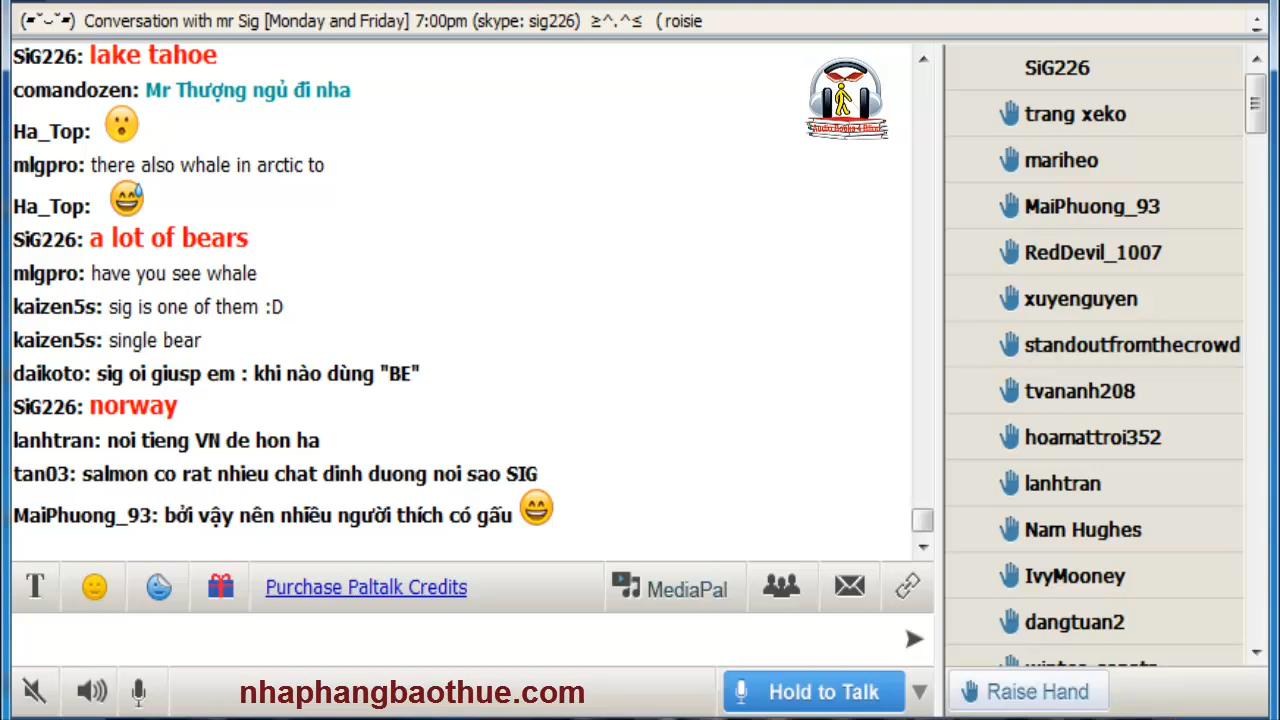 (▰˘◡˘▰) Conversation with mr Sig [Monday and Friday] 7:00pm (skype: sig226) ≥^.^≤ ( roisie
SiG226: lake tahoe
comandozen: Mr Thượng ngủ đi nha
Ha_Top:
mlgpro: there also whale in arctic to
Ha_Top:
SiG226: a lot of bears
mlgpro: have you see whale
kaizen5s: sig is one of them :D
kaizen5s: single bear
daikoto: sig oi giusp em : khi nào dùng "BE"
SiG226: norway
lanhtran: noi tieng VN de hon ha
tan03: salmon co rat nhieu chat dinh duong noi sao SIG
MaiPhuong_93: bởi vậy nên nhiều người thích có gấu
Audio Books 4 Blind
T
Purchase Paltalk Credits
MediaPal
nhaphangbaothue.com
Hold to Talk
SiG226
trang xeko
mariheo
MaiPhuong_93
RedDevil_1007
xuyenguyen
standoutfromthecrowd
tvananh208
hoamattroi352
lanhtran
Nam Hughes
IvyMooney
dangtuan2
Raise Hand